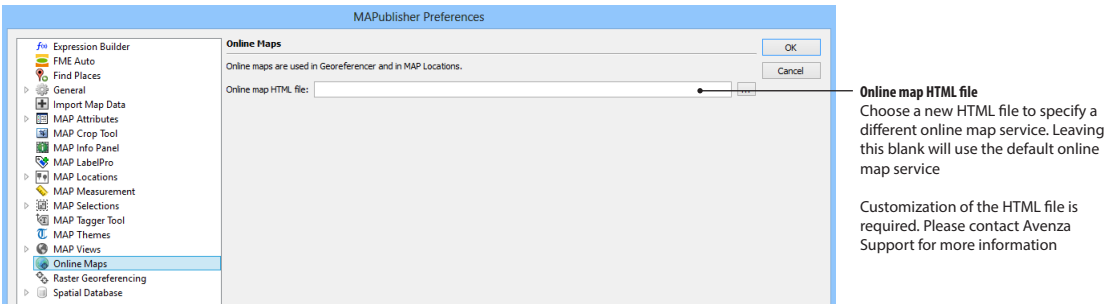 MAPublisher Preferences
foo Expression Builder
FME Auto
Find Places
General
Import Map Data
MAP Attributes
MAP Crop Tool
MAP Info Panel
MAP LabelPro
MAP Locations
MAP Measurement
MAP Selections
MAP Tagger Tool
MAP Themes
MAP Views
Online Maps
Raster Georeferencing
Spatial Database
Online Maps
Online maps are used in Georeferencer and in MAP Locations.
Online map HTML file:
...
OK
Cancel
Online map HTML file
Choose a new HTML file to specify a
different online map service. Leaving
this blank will use the default online
map service
Customization of the HTML file is
required. Please contact Avenza
Support for more information